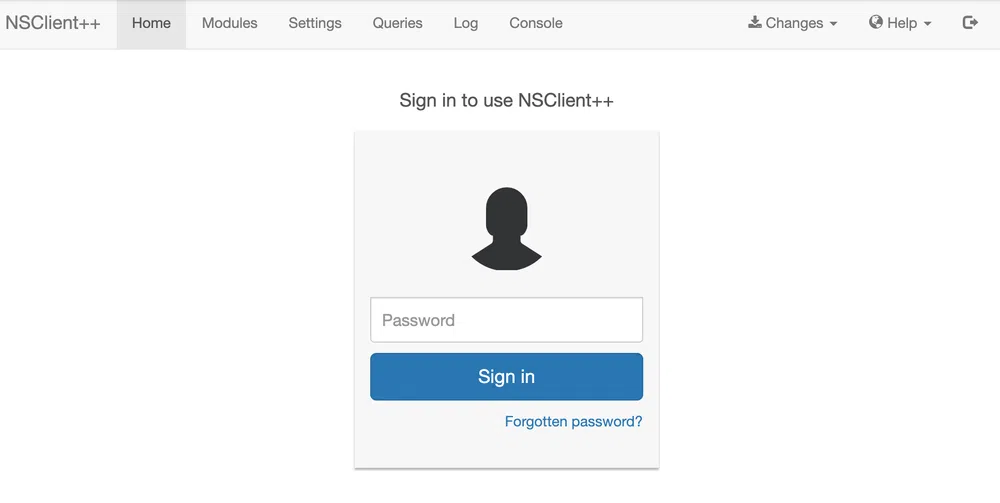 NSClient++ Home Modules Settings Queries Log Console Changes Help
Sign in to use NSClient++
Password
Sign in
Forgotten password?